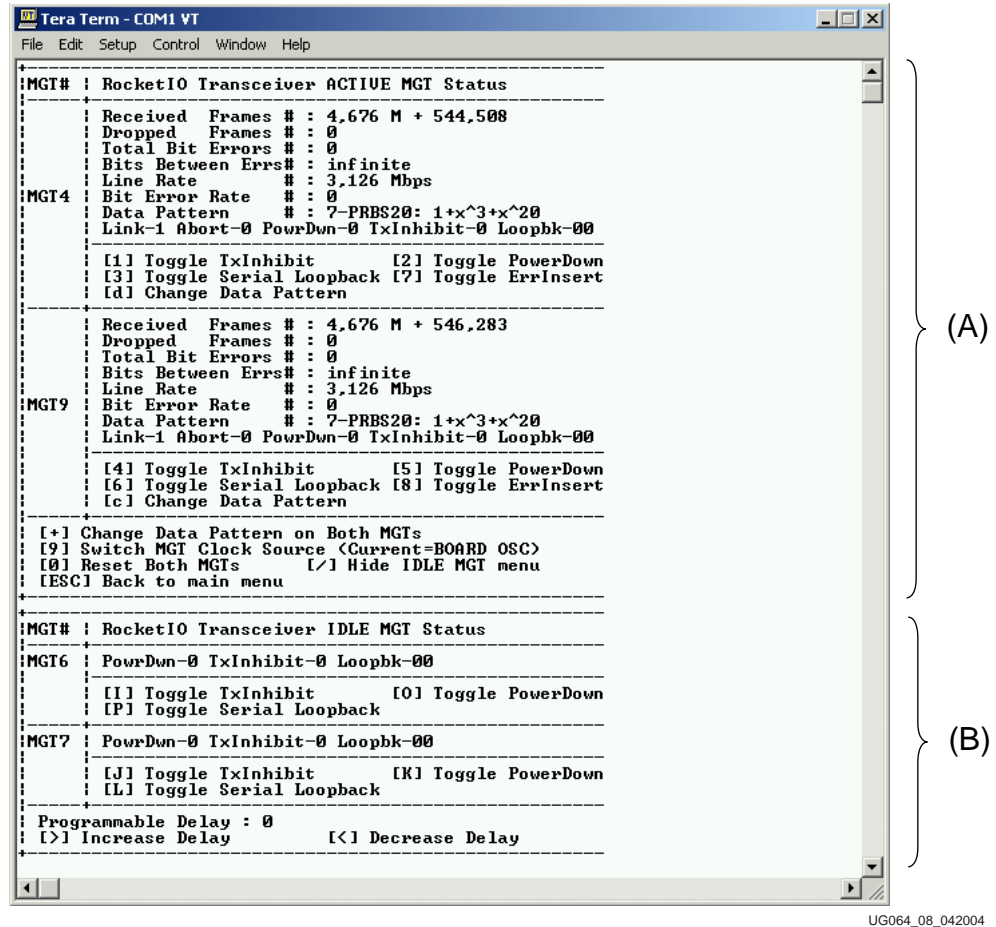 Tera Term - COM1 VT
File Edit Setup Control Window Help
MGT# | RocketIO Transceiver ACTIVE MGT Status
Received Frames # : 4,676 M + 544,508
Dropped Frames # : 0
Total Bit Errors # : 0
Bits Between Errs# : infinite
Line Rate # : 3,126 Mbps
MGT4 | Bit Error Rate # : 0
Data Pattern # : 7-PRBS20: 1+x^3+x^20
Link-1 Abort-0 PowrDwn-0 TxInhibit-0 Loopbk-00
[1] Toggle TxInhibit [2] Toggle PowerDown
[3] Toggle Serial Loopback [7] Toggle ErrInsert
[d] Change Data Pattern
Received Frames # : 4,676 M + 546,283
Dropped Frames # : 0
Total Bit Errors # : 0
Bits Between Errs# : infinite
Line Rate # : 3,126 Mbps
MGT9 | Bit Error Rate # : 0
Data Pattern # : 7-PRBS20: 1+x^3+x^20
Link-1 Abort-0 PowrDwn-0 TxInhibit-0 Loopbk-00
[4] Toggle TxInhibit [5] Toggle PowerDown
[6] Toggle Serial Loopback [8] Toggle ErrInsert
[c] Change Data Pattern
[+] Change Data Pattern on Both MGTs
[9] Switch MGT Clock Source (Current=BOARD OSC)
[0] Reset Both MGTs [/] Hide IDLE MGT menu
[ESC] Back to main menu
(A)
MGT# | RocketIO Transceiver IDLE MGT Status
MGT6 | PowrDwn-0 TxInhibit-0 Loopbk-00
[I] Toggle TxInhibit [O] Toggle PowerDown
[P] Toggle Serial Loopback
MGT7 | PowrDwn-0 TxInhibit-0 Loopbk-00
[J] Toggle TxInhibit [K] Toggle PowerDown
[L] Toggle Serial Loopback
Programmable Delay : 0
[>] Increase Delay [<] Decrease Delay
(B)
UG064_08_042004